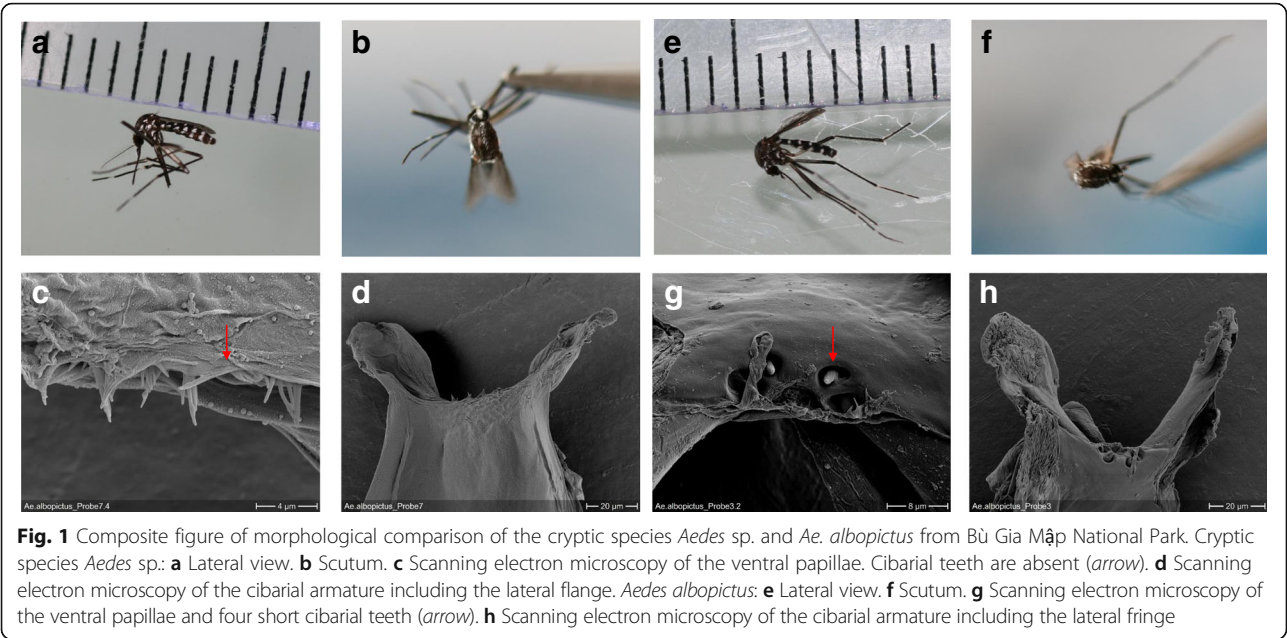 a
b
e
f
c
d
g
h
Ae.albopictus_Probe7.4
4 µm
Ae.albopictus_Probe7
20 µm
Ae.albopictus_Probe3.2
8 µm
Ae.albopictus_Probe3
20 µm
Fig. 1 Composite figure of morphological comparison of the cryptic species Aedes sp. and Ae. albopictus from Bù Gia Mập National Park. Cryptic
species Aedes sp.: a Lateral view. b Scutum. c Scanning electron microscopy of the ventral papillae. Cibarial teeth are absent (arrow). d Scanning
electron microscopy of the cibarial armature including the lateral flange. Aedes albopictus: e Lateral view. f Scutum. g Scanning electron microscopy of
the ventral papillae and four short cibarial teeth (arrow). h Scanning electron microscopy of the cibarial armature including the lateral fringe